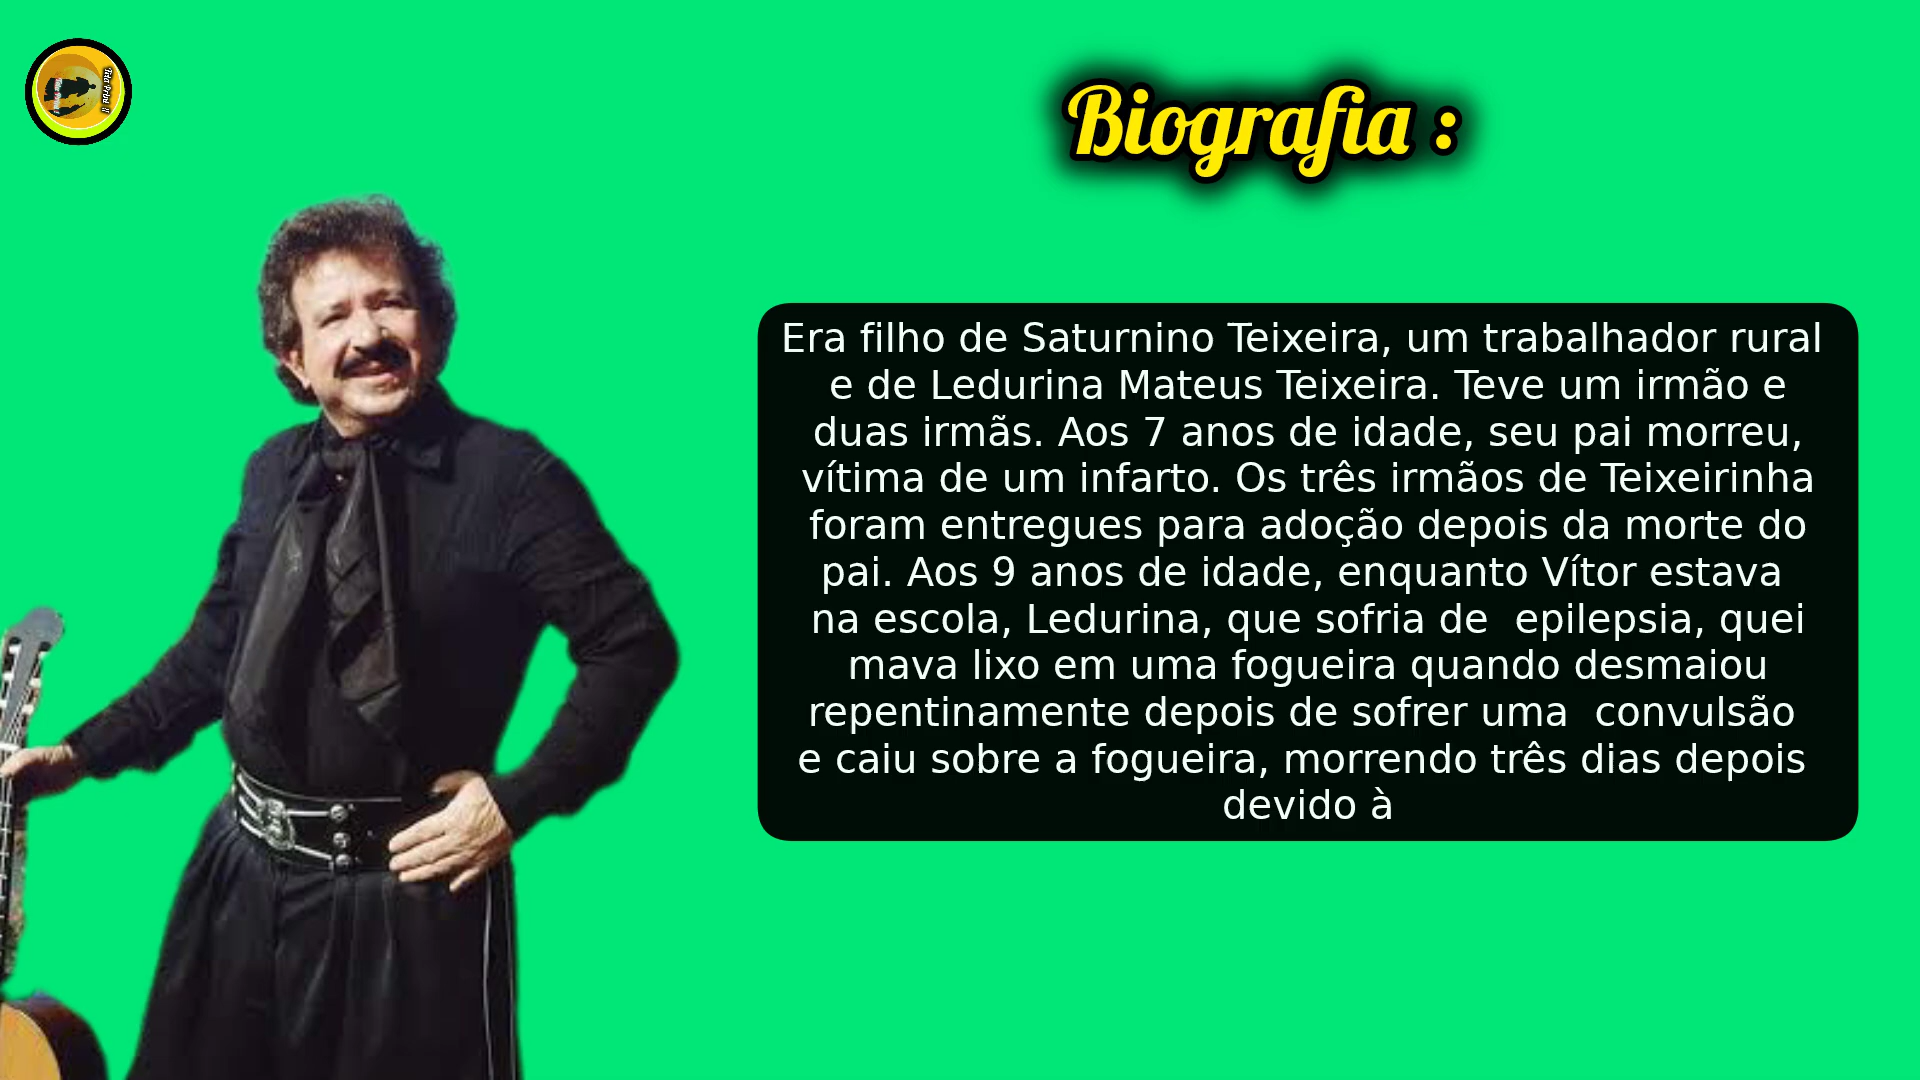 Biografia :
Era filho de Saturnino Teixeira, um trabalhador rural
e de Ledurina Mateus Teixeira. Teve um irmão e
duas irmãs. Aos 7 anos de idade, seu pai morreu,
vítima de um infarto. Os três irmãos de Teixeirinha
foram entregues para adoção depois da morte do
pai. Aos 9 anos de idade, enquanto Vítor estava
na escola, Ledurina, que sofria de  epilepsia, quei
mava lixo em uma fogueira quando desmaiou
repentinamente depois de sofrer uma  convulsão
e caiu sobre a fogueira, morrendo três dias depois
devido à